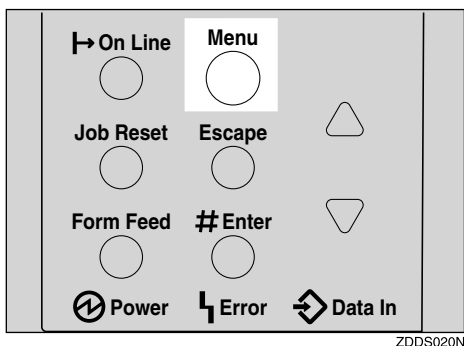 On Line Menu
Job Reset Escape
Form Feed # Enter
Power Error Data In
ZDDS020N